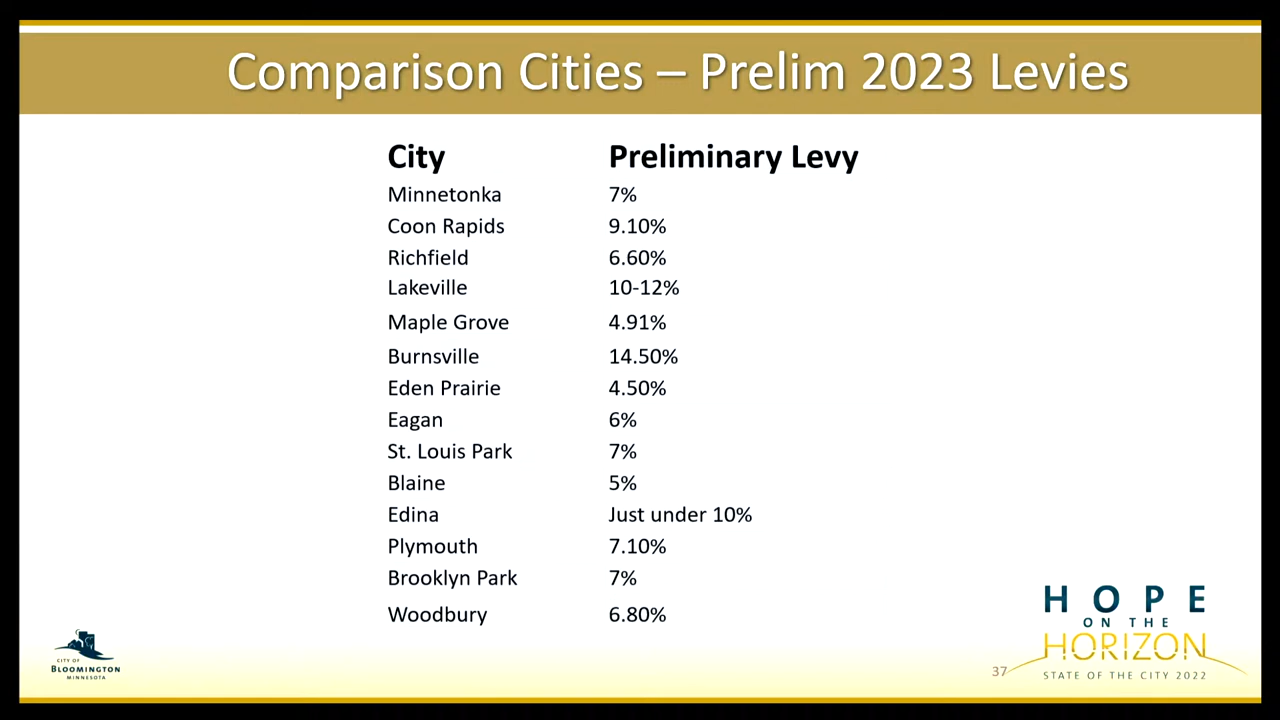 Comparison Cities – Prelim 2023 Levies
City Preliminary Levy
Minnetonka 7%
Coon Rapids 9.10%
Richfield 6.60%
Lakeville 10-12%
Maple Grove 4.91%
Burnsville 14.50%
Eden Prairie 4.50%
Eagan 6%
St. Louis Park 7%
Blaine 5%
Edina Just under 10%
Plymouth 7.10%
Brooklyn Park 7%
Woodbury 6.80%
CITY OF
BLOOMINGTON
MINNESOTA
37
HOPE
ON THE
HORIZON
STATE OF THE CITY 2022